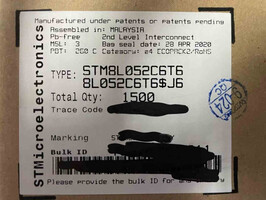 Manufactured under patents or patents pending
Assembled in: MALAYSIA
Pb-free 2nd Level Interconnect
MSL: 3 Bag seal date: 28 APR 2020
PBT: 260 C Category: e4 ECOPACK2-RoHS
TYPE: STM8L052C6T6
8L052C6T6$J6
Total Qty: 1500
Trace Code
Marking
Bulk ID
Please provide the bulk ID for any
STMicroelectronics